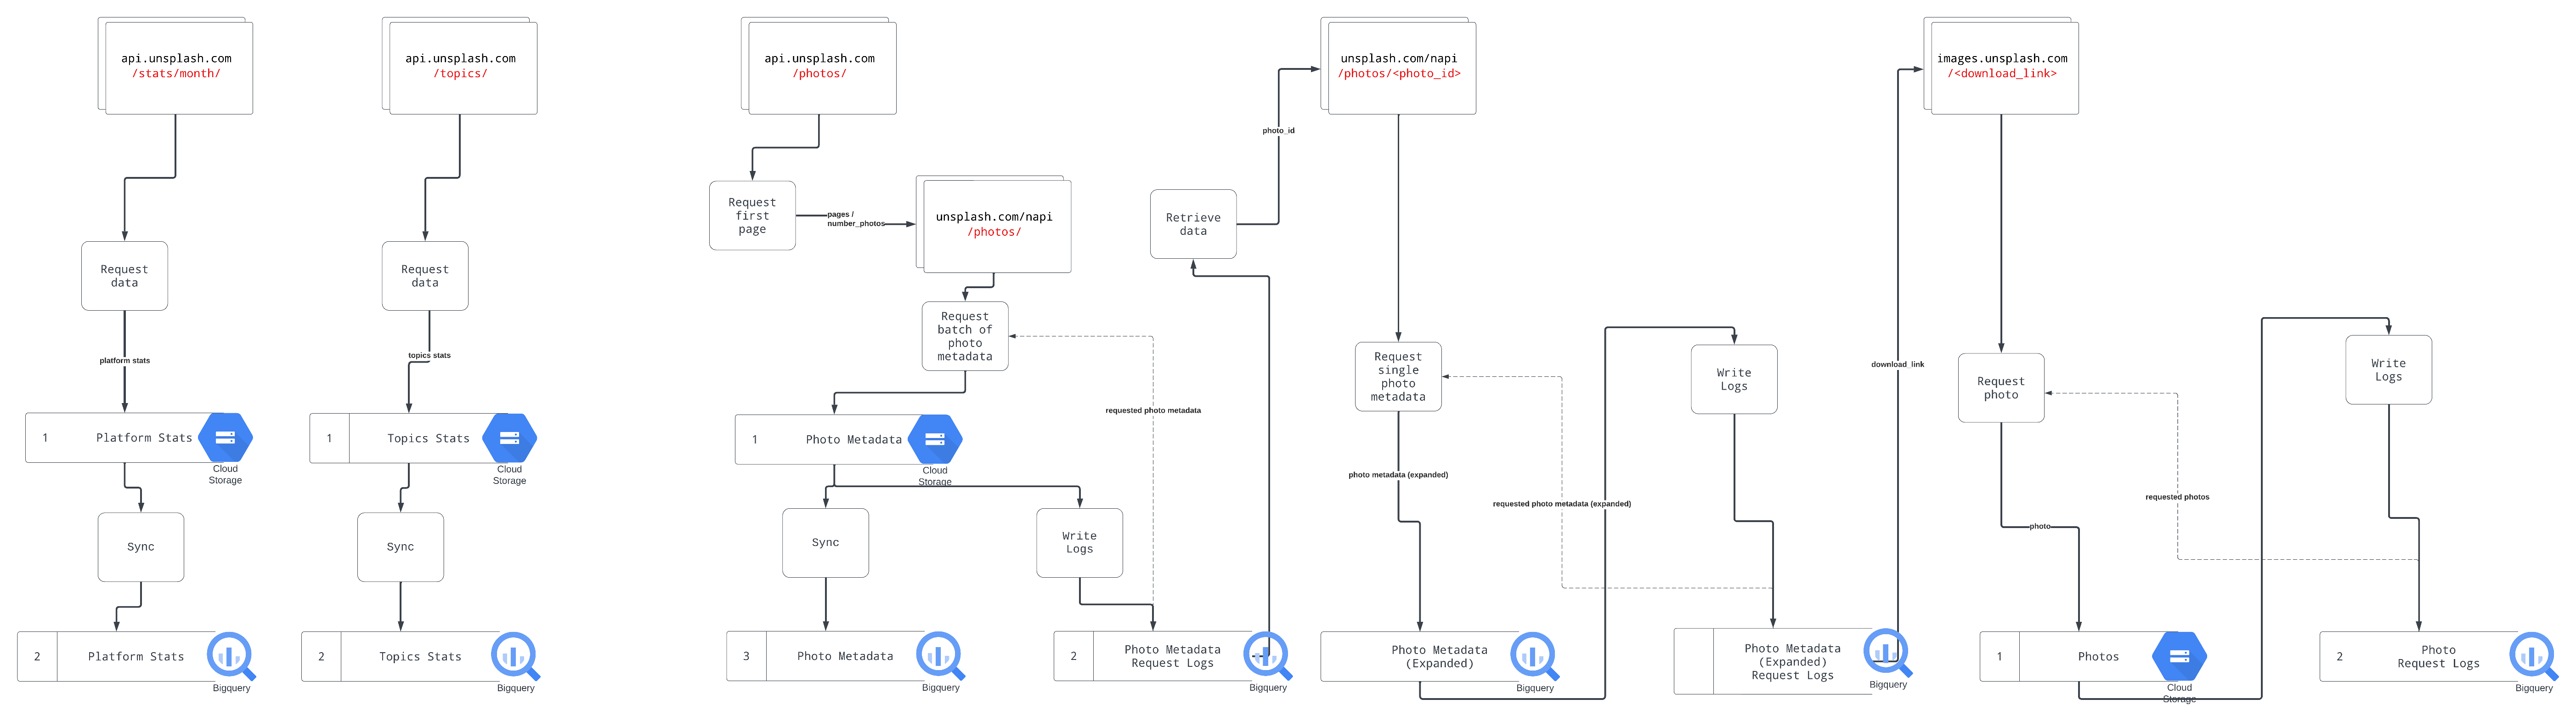 api.unsplash.com
/stats/month/
Request
data
platform stats
1
Platform Stats
Cloud
Storage
Sync
2
Platform Stats
Bigquery
api.unsplash.com
/topics/
Request
data
topics stats
1
Topics Stats
Cloud
Storage
Sync
2
Topics Stats
Bigquery
api.unsplash.com
/photos/
Request
first
page
pages /
number_photos
unsplash.com/napi
/photos/
Request
batch of
photo
metadata
requested photo metadata
1
Photo Metadata
Cloud
Storage
Sync
Write
Logs
3
Photo Metadata
Bigquery
2
Photo Metadata
Request Logs
Bigquery
Retrieve
data
photo_id
unsplash.com/napi
/photos/<photo_id>
Request
single
photo
metadata
photo metadata (expanded)
requested photo metadata (expanded)
Write
Logs
Photo Metadata
(Expanded)
Bigquery
Photo Metadata
(Expanded)
Request Logs
Bigquery
download_link
images.unsplash.com
/<download_link>
Request
photo
photo
requested photos
Write
Logs
1
Photos
Cloud
Storage
2
Photo
Request Logs
Bigquery